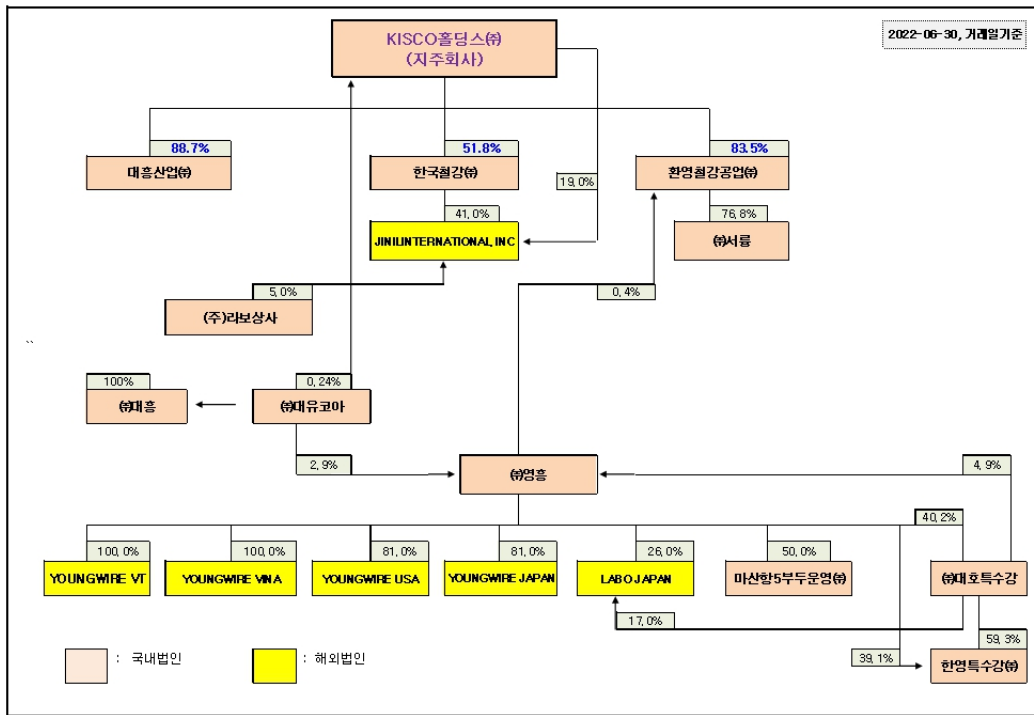 KISCO홀딩스㈜
(지주회사)
2022-06-30, 거래일기준
88.7%
51.8%
83.5%
대흥산업㈜
한국철강㈜
환영철강공업㈜
19,0%
41,0%
76,8%
JINIINTERNATIONAL, INC
㈜서륭
5,0%
0,4%
(주)라보상사
``
100%
0,24%
㈜대흥
㈜대유코아
2,9%
㈜영흥
4,9%
40,2%
100,0%
100,0%
81,0%
81,0%
26,0%
50,0%
YOUNGWIRE VT
YOUNGWIRE VINA
YOUNGWIRE USA
YOUNGWIRE JAPAN
LABO JAPAN
마산항5부두운영㈜
㈜대호특수강
17,0%
59,3%
39,1%
한영특수강㈜
: 국내법인
: 해외법인